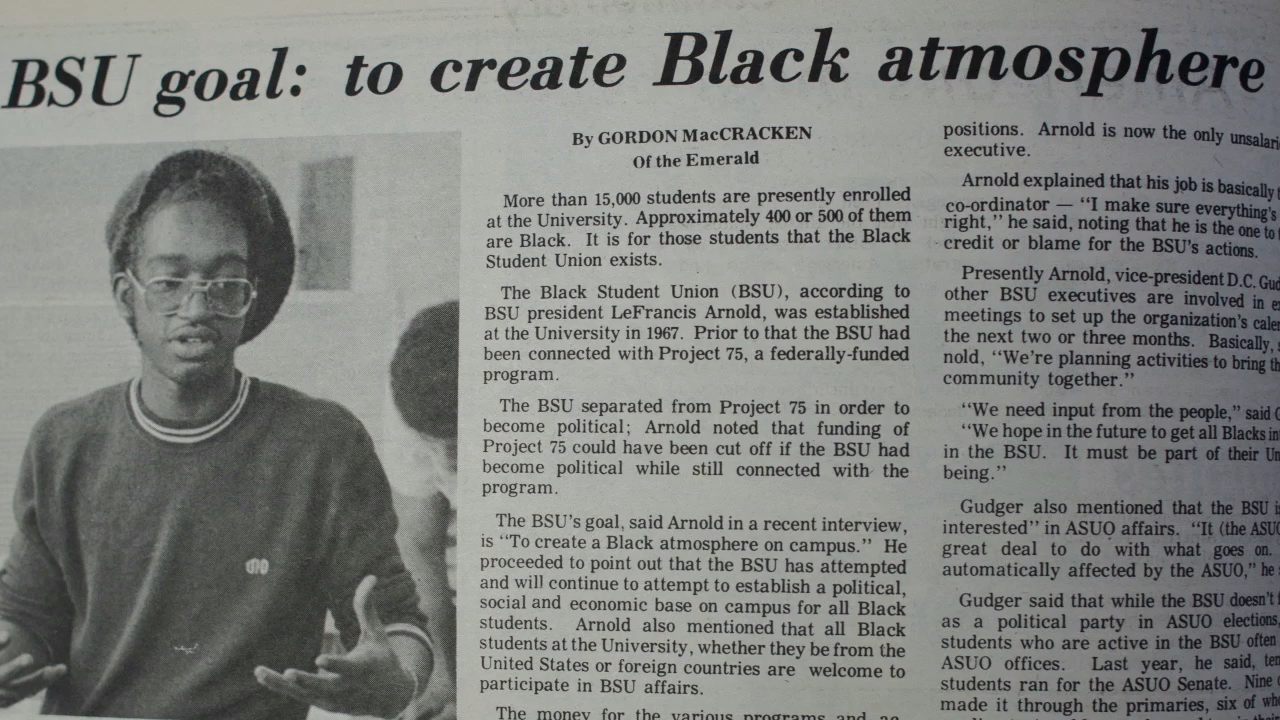 BSU goal: to create Black atmosphere
By GORDON MacCRACKEN
Of the Emerald
More than 15,000 students are presently enrolled
at the University. Approximately 400 or 500 of them
are Black. It is for those students that the Black
Student Union exists.
The Black Student Union (BSU), according to
BSU president LeFrancis Arnold, was established
at the University in 1967. Prior to that the BSU had
been connected with Project 75, a federally-funded
program.
The BSU separated from Project 75 in order to
become political; Arnold noted that funding of
Project 75 could have been cut off if the BSU had
become political while still connected with the
program.
The BSU's goal, said Arnold in a recent interview,
is "To create a Black atmosphere on campus." He
proceeded to point out that the BSU has attempted
and will continue to attempt to establish a political,
social and economic base on campus for all Black
students. Arnold also mentioned that all Black
students at the University, whether they be from the
United States or foreign countries are welcome to
participate in BSU affairs.
The money for the various programs and
positions. Arnold is now the only
executive.
Arnold explained that his job is basically
co-ordinator — "I make sure everything's
right," he said, noting that he is the one to
credit or blame for the BSU's actions.
Presently Arnold, vice-president D.C.
other BSU executives are involved in
meetings to set up the organization's
the next two or three months. Basically,
nold, "We're planning activities to bring
community together."
"We need input from the people," said
"We hope in the future to get all Blacks
in the BSU. It must be part of their
being."
Gudger also mentioned that the BSU
interested" in ASUO affairs. "It (the
great deal to do with what goes on.
automatically affected by the ASUO," he
Gudger said that while the BSU doesn't
as a political party in ASUO elections,
students who are active in the BSU often
ASUO offices. Last year, he said,
students ran for the ASUO Senate. Nine
made it through the primaries, six of